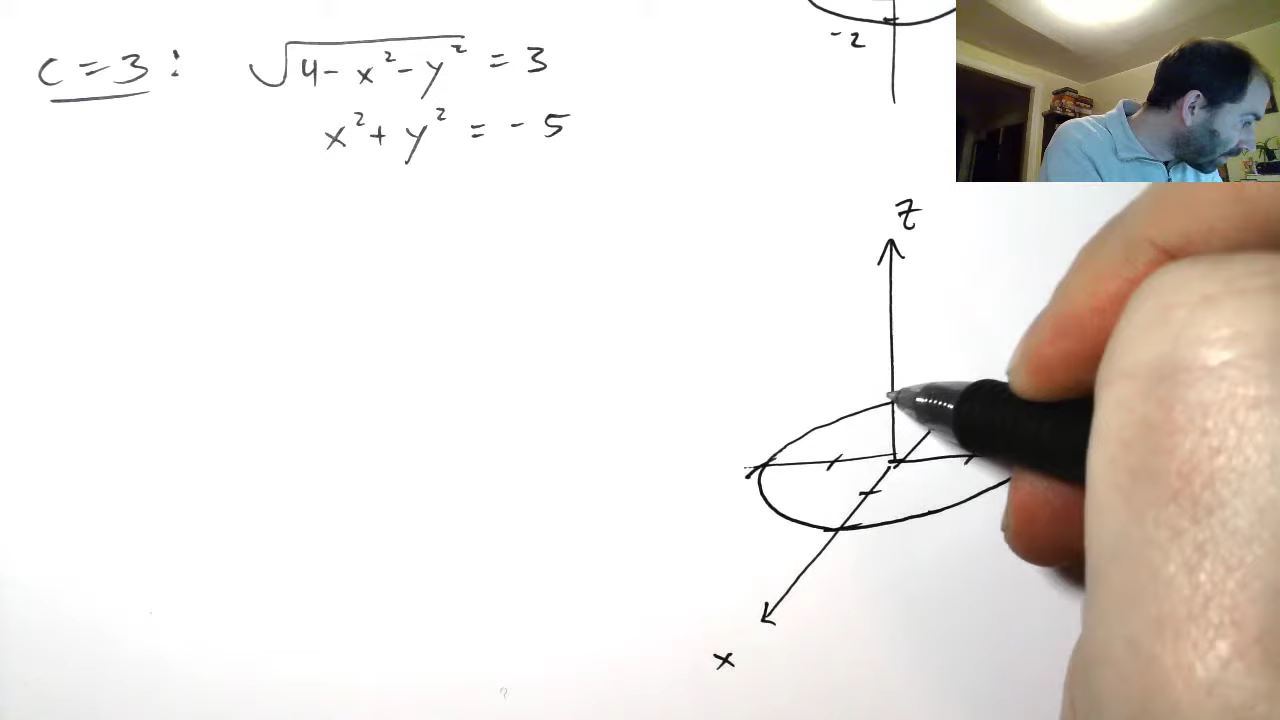 c = 3 : √(4 - x² - y²) = 3
x² + y² = - 5
-2
z
x